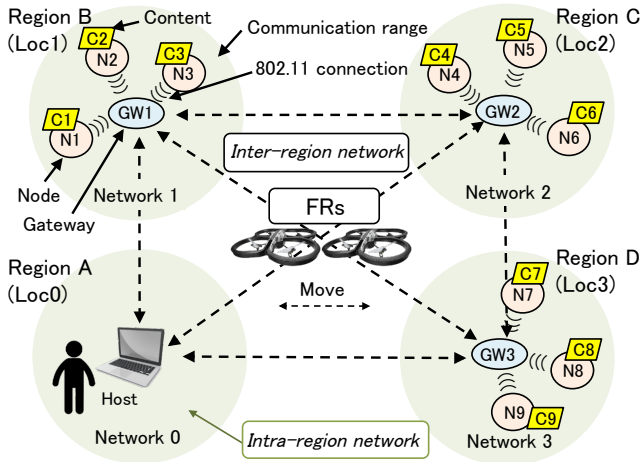 Region B
(Loc1)
C2
Content
N2
C3
N3
Communication range
802.11 connection
GW1
C1
N1
Node
Gateway
Network 1
Region C
(Loc2)
C5
N5
C4
N4
GW2
C6
N6
Network 2
Inter-region network
FRs
Move
Region A
(Loc0)
Host
Network 0
Intra-region network
Region D
(Loc3)
C7
N7
GW3
C8
N8
N9
C9
Network 3